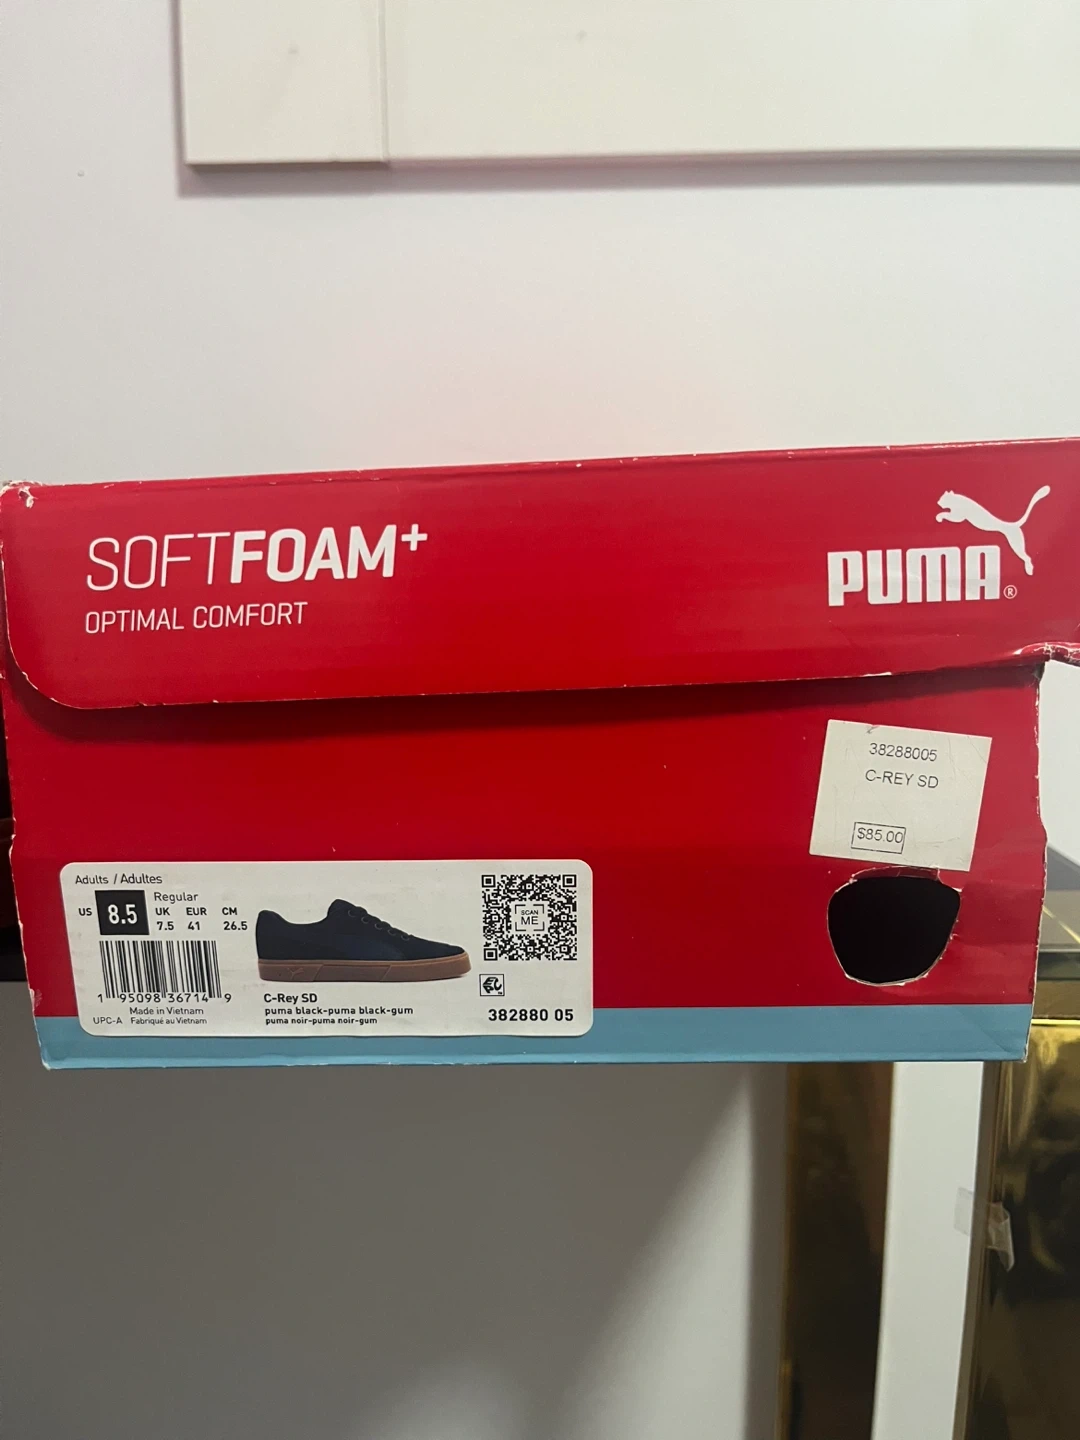 SOFTFOAM+
OPTIMAL COMFORT
PUMA®
38288005
C-REY SD
$85.00
Adults / Adultes
Regular
US 8.5 UK EUR CM
7.5 41 26.5
1 95098 36714 9
Made in Vietnam
UPC-A Fabriqué au Vietnam
C-Rey SD
puma black-puma black-gum
puma noir-puma noir-gum
SCAN
ME
382880 05